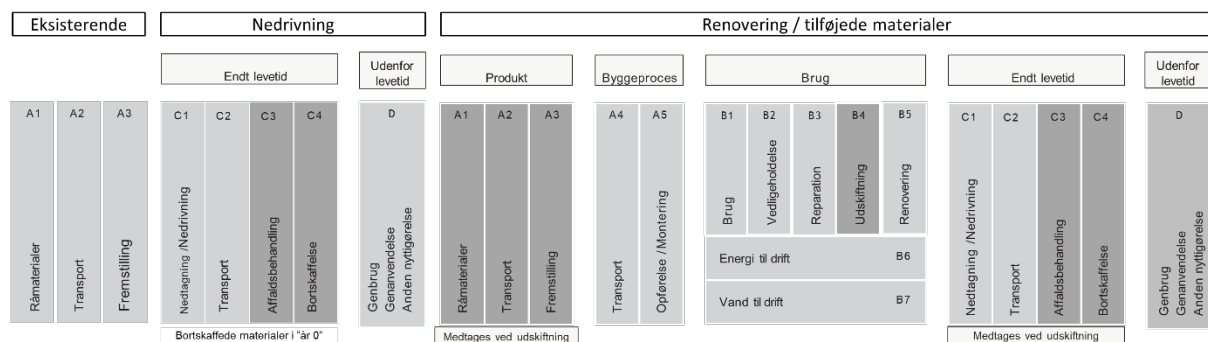 Eksisterende
Nedrivning
Renovering / tilføjede materialer
Endt levetid
Udenfor
levetid
Produkt
Byggeproces
Brug
Endt levetid
Udenfor
levetid
A1
Råmaterialer
A2
Transport
A3
Fremstilling
C1
Nedtagning /Nedrivning
C2
Transport
C3
Affaldsbehandling
C4
Bortskaffelse
Bortskaffede materialer i "år 0"
D
Genbrug
Genanvendelse
Anden nyttigørelse
A1
Råmaterialer
A2
Transport
A3
Fremstilling
Medtages ved udskiftning
A4
Transport
A5
Opførelse /Montering
B1
Brug
B2
Vedligeholdelse
B3
Reparation
B4
Udskiftning
B5
Renovering
Energi til drift B6
Vand til drift B7
C1
Nedtagning /Nedrivning
C2
Transport
C3
Affaldsbehandling
C4
Bortskaffelse
Medtages ved udskiftning
D
Genbrug
Genanvendelse
Anden nyttigørelse